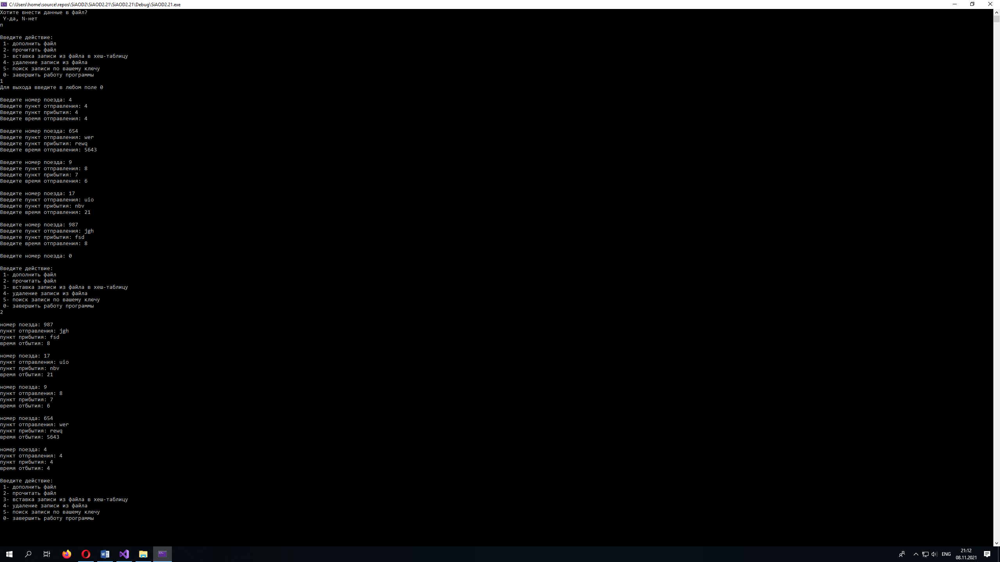 C:\Users\home\source\repos\SiAOD2\SiAOD2.21\SiAOD2.21\Debug\SiAOD2.21.exe
Хотите внести данные в файл?
Y-да, N-нет
n
Введите действие:
1- дополнить файл
2- прочитать файл
3- вставка записи из файла в хеш-таблицу
4- удаление записи из файла
5- поиск записи по вашему ключу
0- завершить работу программы
1
Для выхода введите в любом поле 0
Введите номер поезда: 4
Введите пункт отправления: 4
Введите пункт прибытия: 4
Введите время отправления: 4
Введите номер поезда: 654
Введите пункт отправления: wer
Введите пункт прибытия: rewq
Введите время отправления: 5643
Введите номер поезда: 9
Введите пункт отправления: 8
Введите пункт прибытия: 7
Введите время отправления: 6
Введите номер поезда: 17
Введите пункт отправления: uio
Введите пункт прибытия: nbv
Введите время отправления: 21
Введите номер поезда: 987
Введите пункт отправления: jgh
Введите пункт прибытия: fsd
Введите время отправления: 8
Введите номер поезда: 0
Введите действие:
1- дополнить файл
2- прочитать файл
3- вставка записи из файла в хеш-таблицу
4- удаление записи из файла
5- поиск записи по вашему ключу
0- завершить работу программы
2
номер поезда: 987
пункт отправления: jgh
пункт прибытия: fsd
время отбытия: 8
номер поезда: 17
пункт отправления: uio
пункт прибытия: nbv
время отбытия: 21
номер поезда: 9
пункт отправления: 8
пункт прибытия: 7
время отбытия: 6
номер поезда: 654
пункт отправления: wer
пункт прибытия: rewq
время отбытия: 5643
номер поезда: 4
пункт отправления: 4
пункт прибытия: 4
время отбытия: 4
Введите действие:
1- дополнить файл
2- прочитать файл
3- вставка записи из файла в хеш-таблицу
4- удаление записи из файла
5- поиск записи по вашему ключу
0- завершить работу программы
ENG
21:12
08.11.2021